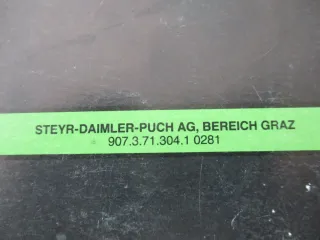 STEYR-DAIMLER-PUCH AG, BEREICH GRAZ
907.3.71.304.1 0281